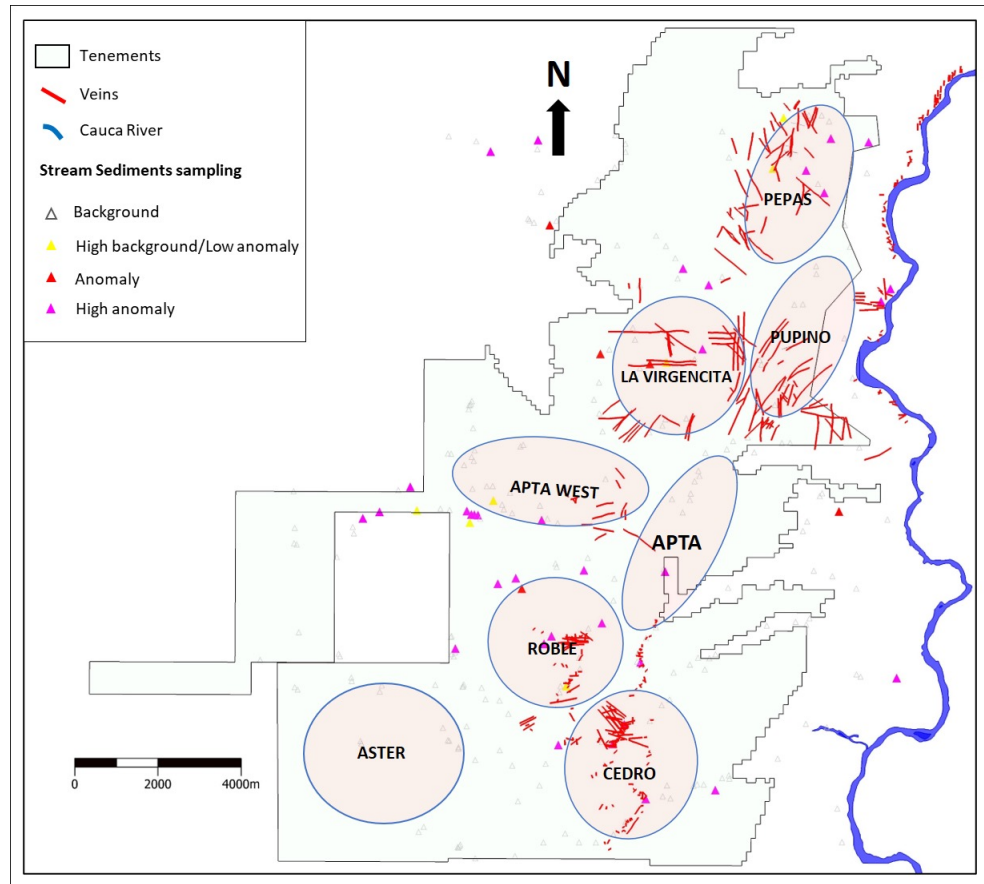 Tenements
Veins
Cauca River
Stream Sediments sampling
Background
High background/Low anomaly
Anomaly
High anomaly
N
PEPAS
PUPINO
LA VIRGENCITA
APTA WEST
APTA
ROBLE
ASTER
CEDRO
0 2000 4000m